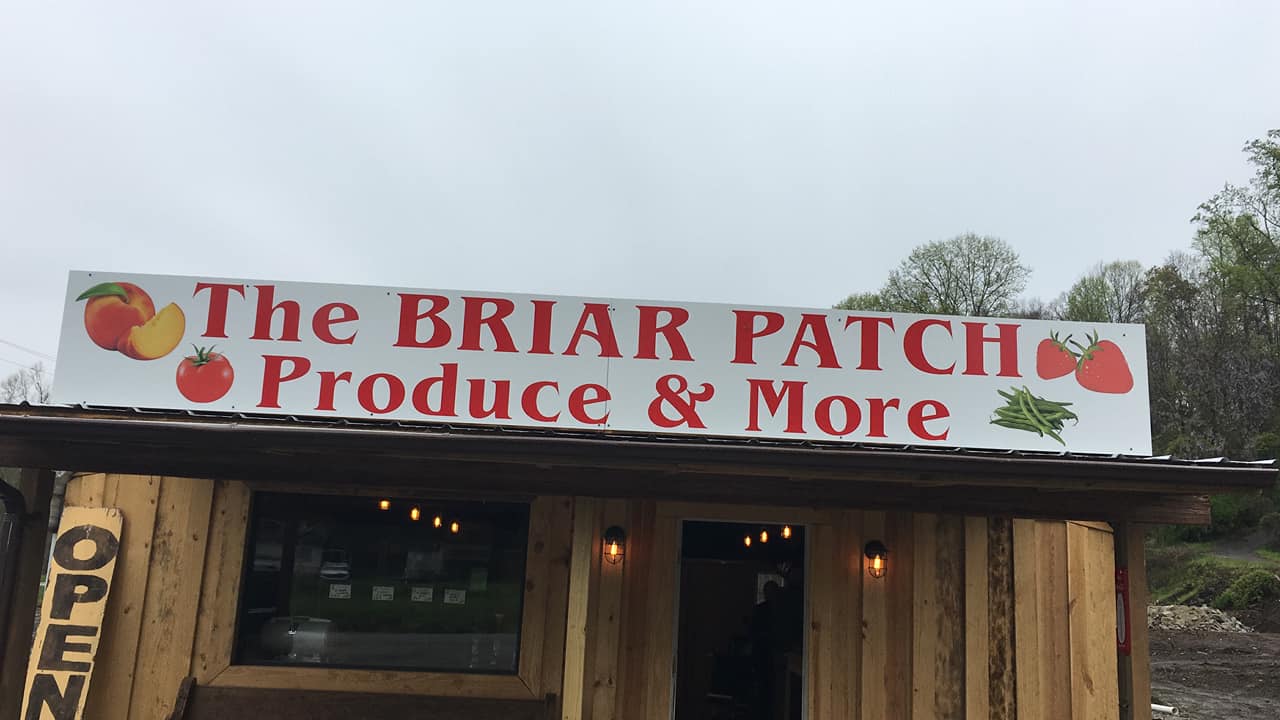 The BRIAR PATCH
Produce & More
OPEN